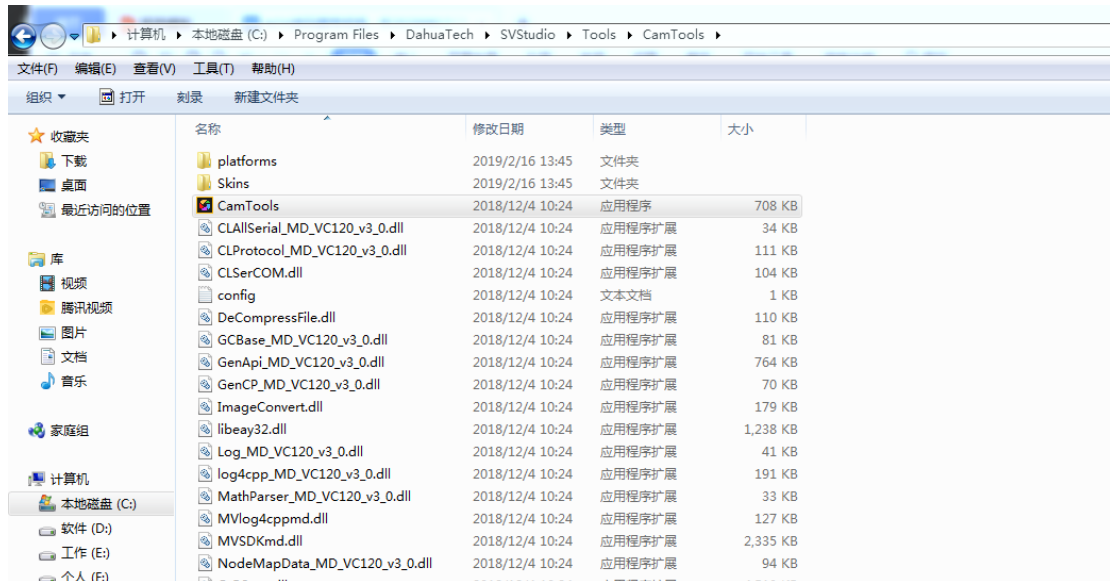 计算机 本地磁盘 (C:) Program Files DahuaTech SVStudio Tools CamTools
文件(F) 编辑(E) 查看(V) 工具(T) 帮助(H)
组织 打开 刻录 新建文件夹
名称 修改日期 类型 大小
收藏夹
下载
桌面
最近访问的位置
库
视频
腾讯视频
图片
文档
音乐
家庭组
计算机
本地磁盘 (C:)
软件 (D:)
工作 (E:)
个人 (F:)
platforms 2019/2/16 13:45 文件夹
Skins 2019/2/16 13:45 文件夹
CamTools 2018/12/4 10:24 应用程序 708 KB
CLAllSerial_MD_VC120_v3_0.dll 2018/12/4 10:24 应用程序扩展 34 KB
CLProtocol_MD_VC120_v3_0.dll 2018/12/4 10:24 应用程序扩展 111 KB
CLSerCOM.dll 2018/12/4 10:24 应用程序扩展 104 KB
config 2018/12/4 10:24 文本文档 1 KB
DeCompressFile.dll 2018/12/4 10:24 应用程序扩展 110 KB
GCBase_MD_VC120_v3_0.dll 2018/12/4 10:24 应用程序扩展 81 KB
GenApi_MD_VC120_v3_0.dll 2018/12/4 10:24 应用程序扩展 764 KB
GenCP_MD_VC120_v3_0.dll 2018/12/4 10:24 应用程序扩展 70 KB
ImageConvert.dll 2018/12/4 10:24 应用程序扩展 179 KB
libeay32.dll 2018/12/4 10:24 应用程序扩展 1,238 KB
Log_MD_VC120_v3_0.dll 2018/12/4 10:24 应用程序扩展 41 KB
log4cpp_MD_VC120_v3_0.dll 2018/12/4 10:24 应用程序扩展 191 KB
MathParser_MD_VC120_v3_0.dll 2018/12/4 10:24 应用程序扩展 33 KB
MVlog4cppmd.dll 2018/12/4 10:24 应用程序扩展 127 KB
MVSDKmd.dll 2018/12/4 10:24 应用程序扩展 2,335 KB
NodeMapData_MD_VC120_v3_0.dll 2018/12/4 10:24 应用程序扩展 94 KB